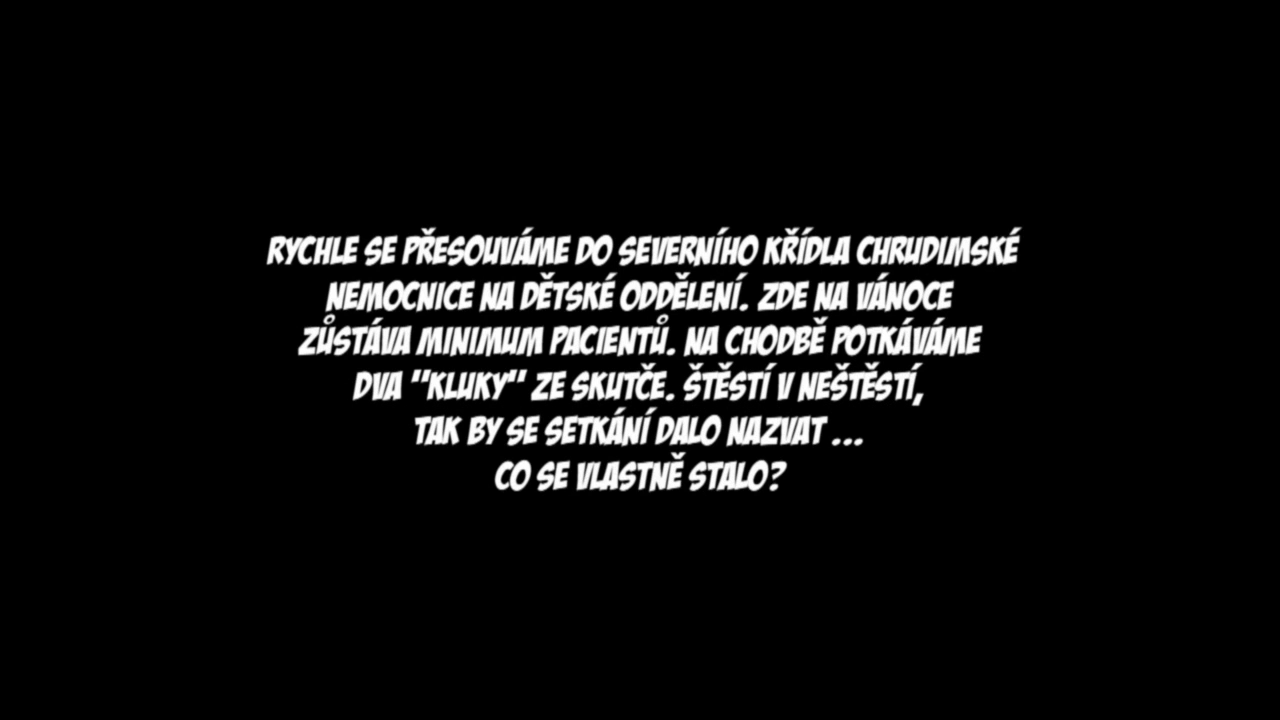 RYCHLE SE PŘESOUVÁME DO SEVERNÍHO KŘÍDLA CHRUDIMSKÉ
NEMOCNICE NA DĚTSKÉ ODDĚLENÍ. ZDE NA VÁNOCE
ZŮSTÁVA MINIMUM PACIENTŮ. NA CHODBĚ POTKÁVÁME
DVA "KLUKY" ZE SKUTČE. ŠTĚSTÍ V NEŠTĚSTÍ,
TAK BY SE SETKÁNÍ DALO NAZVAT ...
CO SE VLASTNĚ STALO?